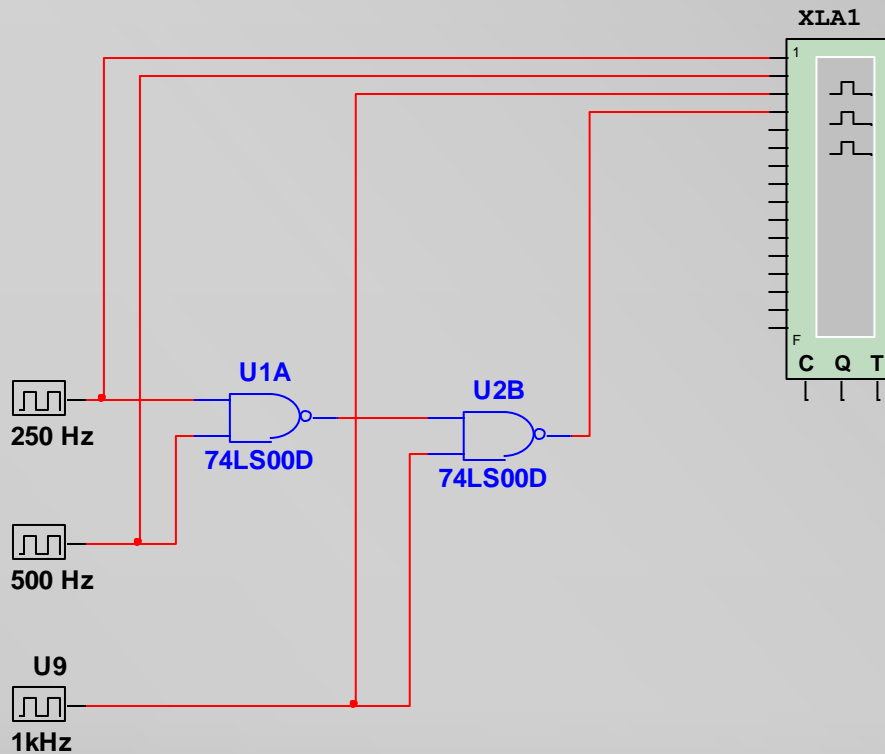 XLA1
1
F
C Q T
U1A
74LS00D
U2B
74LS00D
250 Hz
500 Hz
U9
1kHz